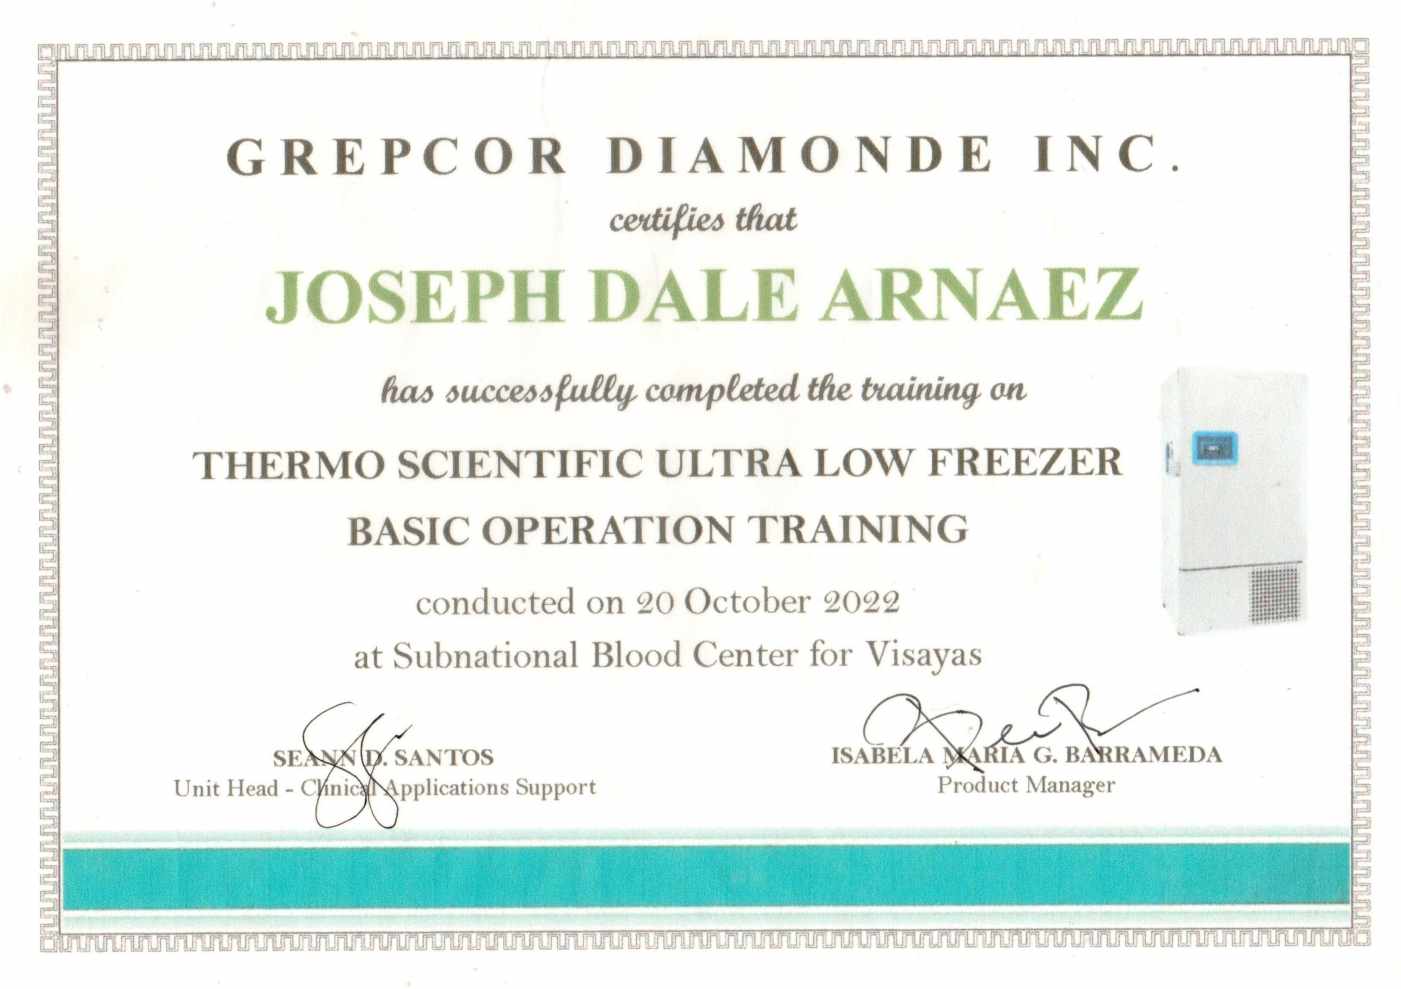 GREPCOR DIAMONDE INC.
certifies that
JOSEPH DALE ARNAEZ
has successfully completed the training on
THERMO SCIENTIFIC ULTRA LOW FREEZER
BASIC OPERATION TRAINING
conducted on 20 October 2022
at Subnational Blood Center for Visayas
SEANN D. SANTOS
Unit Head - Clinical Applications Support
ISABELA MARIA G. BARRAMEDA
Product Manager